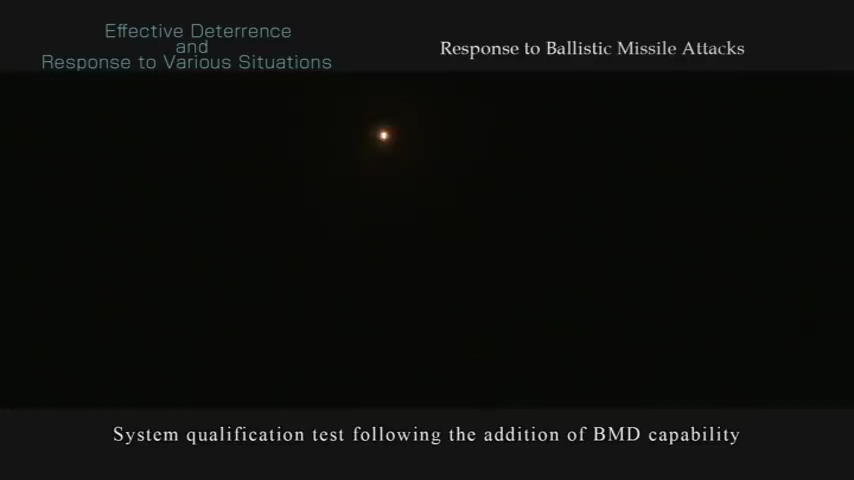 Effective Deterrence
and
Response to Various Situations
Response to Ballistic Missile Attacks
System qualification test following the addition of BMD capability